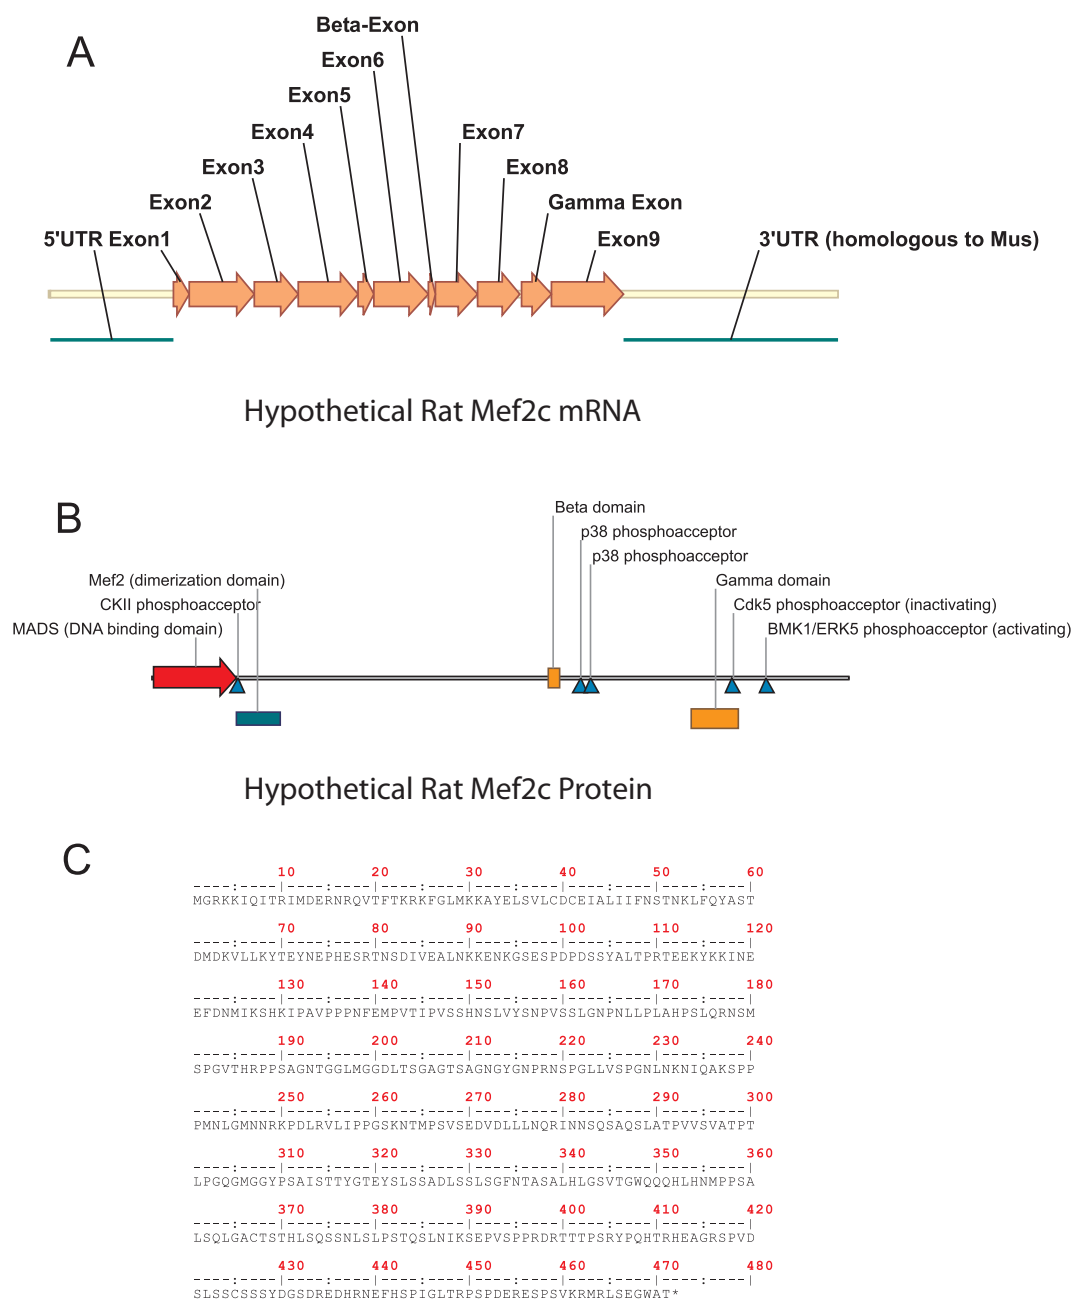 A
Beta-Exon
Exon6
Exon5
Exon4
Exon7
Exon3
Exon8
Exon2
Gamma Exon
5'UTR Exon1
Exon9
3'UTR (homologous to Mus)
Hypothetical Rat Mef2c mRNA
B
Beta domain
p38 phosphoacceptor
p38 phosphoacceptor
Mef2 (dimerization domain)
Gamma domain
CKII phosphoacceptor
Cdk5 phosphoacceptor (inactivating)
MADS (DNA binding domain)
BMK1/ERK5 phosphoacceptor (activating)
Hypothetical Rat Mef2c Protein
C
10 20 30 40 50 60
----:----|----:----|----:----|----:----|----:----|----:----|
MGRKKIQITRIMDERNRQVTFTKRKFGLMKKAYELSVLCDCEIALIIFNSTNKLFQYAST
70 80 90 100 110 120
----:----|----:----|----:----|----:----|----:----|----:----|
DMDKVLLKYTEYNEPHESRTNSDIVEALNKKENKGSESPDPDSSYALTPRTEEKYKKINE
130 140 150 160 170 180
----:----|----:----|----:----|----:----|----:----|----:----|
EFDNMIKSHKIPAVPPPNFEMPVTIPVSSHNSLVYSNPVSSLGNPNLLPLAHPSLQRNSM
190 200 210 220 230 240
----:----|----:----|----:----|----:----|----:----|----:----|
SPGVTHRPPSAGNTGGLMGGDLTSGAGTSAGNGYGNPRNSPGLLVSPGNLNKNIQAKSPP
250 260 270 280 290 300
----:----|----:----|----:----|----:----|----:----|----:----|
PMNLGMNNRKPDLRVLIPPGSKNTMPSVSEDVDLLLNQRINNSQSAQSLATPVVSVATPT
310 320 330 340 350 360
----:----|----:----|----:----|----:----|----:----|----:----|
LPGQGMGGYPSAISTTYGTEYSLSSADLSSLSGFNTASALHLGSVTGWQQQHLHNMPPSA
370 380 390 400 410 420
----:----|----:----|----:----|----:----|----:----|----:----|
LSQLGACTSTHLSQSSNLSLPSTQSLNIKSEPVSPPRDRTTTPSRYPQHTRHEAGRSPVD
430 440 450 460 470 480
----:----|----:----|----:----|----:----|----:----|----:----|
SLSSCSSSYDGSDREDHRNEFHSPIGLTRPSPDERESPSVKRMRLSEGWAT*